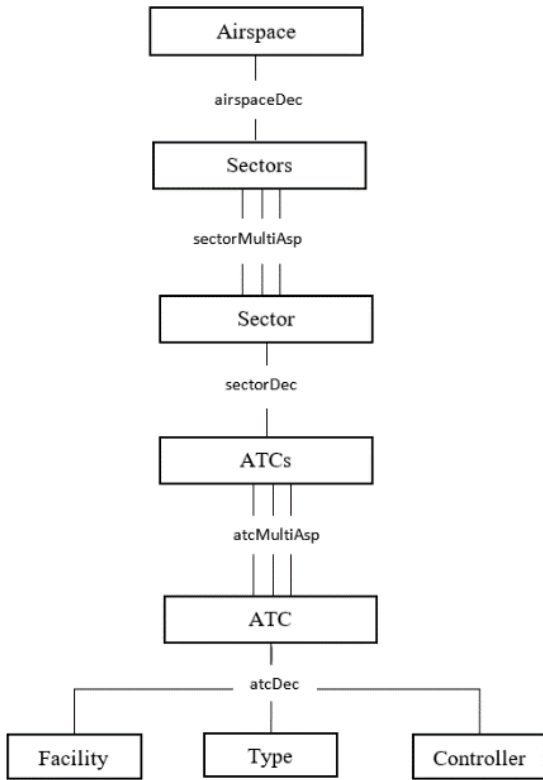 Airspace
airspaceDec
Sectors
sectorMultiAsp
Sector
sectorDec
ATCs
atcMultiAsp
ATC
atcDec
Facility
Type
Controller